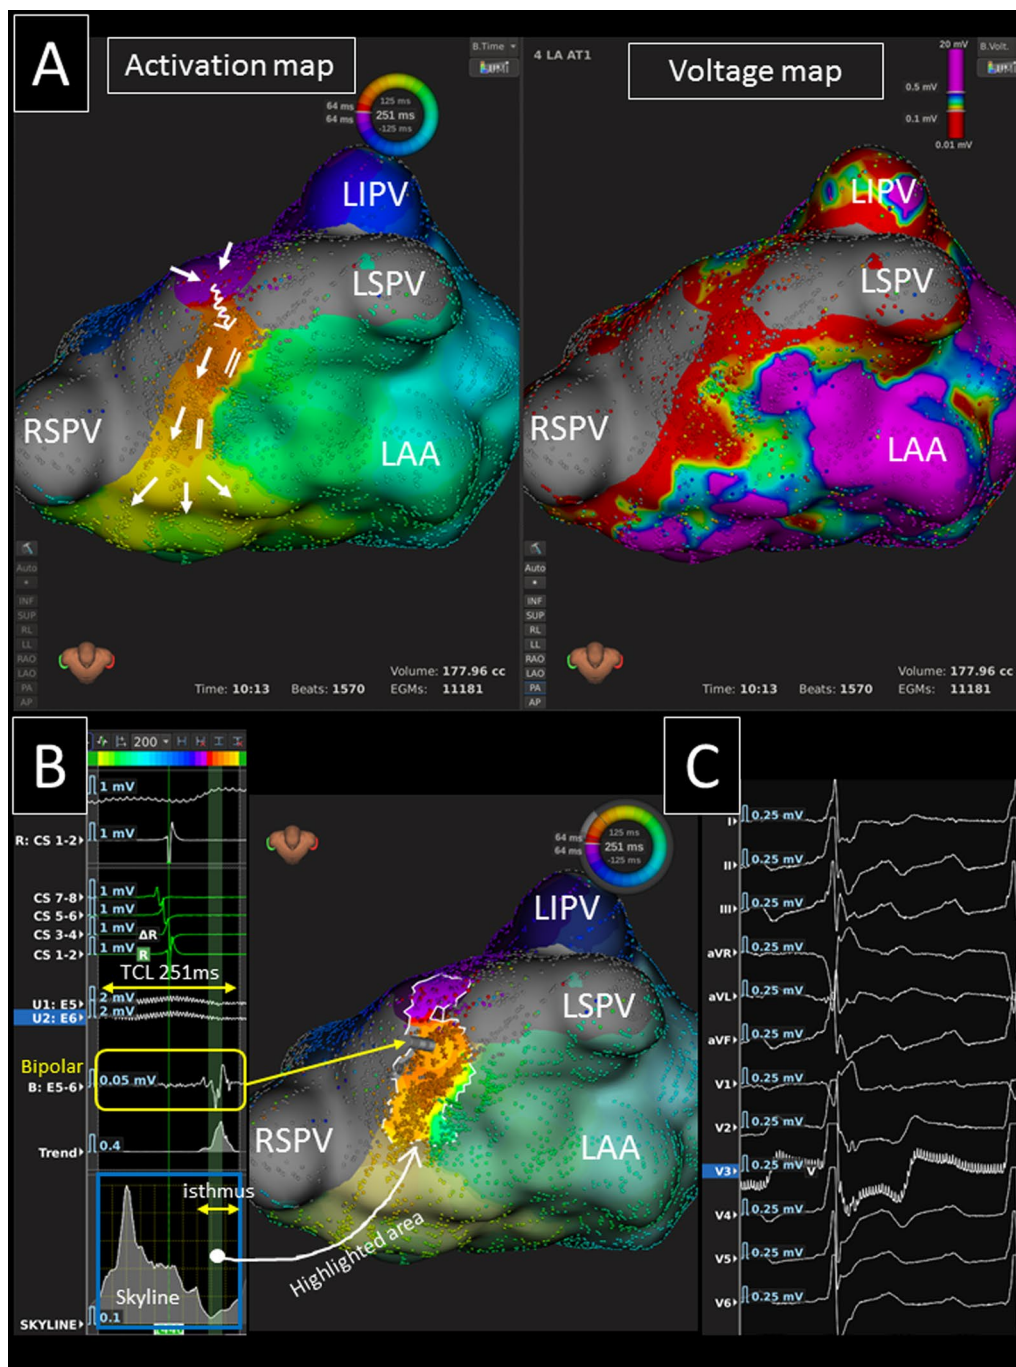 A
Activation map
B.Time
64 ms
64 ms
125 ms
251 ms
-125 ms
LIPV
LSPV
RSPV
LAA
Auto
INF
SUP
RL
LL
RAO
LAO
PA
AP
Volume: 177.96 cc
Time: 10:13 Beats: 1570 EGMs: 11181
4 LA AT1
Voltage map
20 mV
B.Volt.
0.5 mV
0.1 mV
0.01 mV
LIPV
LSPV
RSPV
LAA
Auto
INF
SUP
RL
LL
RAO
LAO
PA
AP
Volume: 177.96 cc
Time: 10:13 Beats: 1570 EGMs: 11181
B
200
1 mV
R: CS 1-2 1 mV
CS 7-8 1 mV
CS 5-6 1 mV
CS 3-4 1 mV ΔR
CS 1-2 1 mV R
TCL 251ms
U1: E5 2 mV
U2: E6 2 mV
Bipolar
B: E5-6 0.05 mV
Trend 0.4
isthmus
Skyline
SKYLINE 0.1
64 ms
64 ms
125 ms
251 ms
-125 ms
LIPV
LSPV
RSPV
LAA
Highlighted area
C
I 0.25 mV
II 0.25 mV
III 0.25 mV
aVR 0.25 mV
aVL 0.25 mV
aVF 0.25 mV
V1 0.25 mV
V2 0.25 mV
V3 0.25 mV
V4 0.25 mV
V5 0.25 mV
V6 0.25 mV